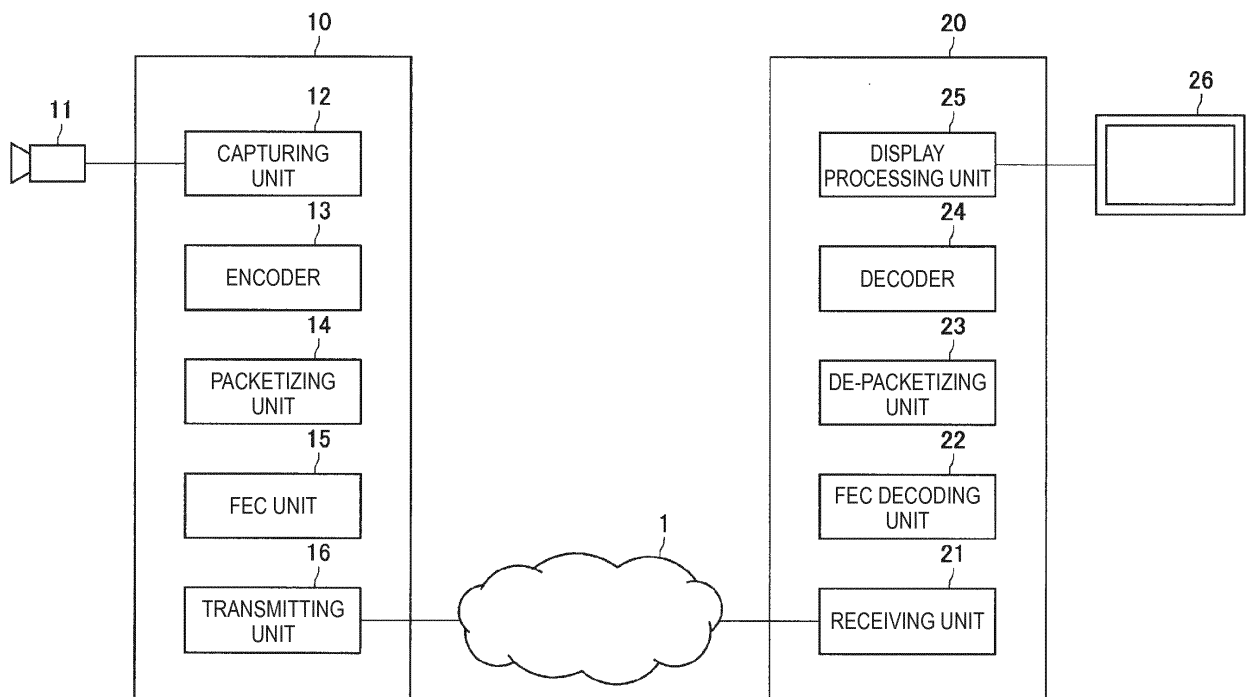 10
20
11
12
25
26
CAPTURING
UNIT
DISPLAY
PROCESSING UNIT
13
24
ENCODER
DECODER
14
23
PACKETIZING
UNIT
DE-PACKETIZING
UNIT
15
22
FEC UNIT
FEC DECODING
UNIT
16
1
21
TRANSMITTING
UNIT
RECEIVING UNIT